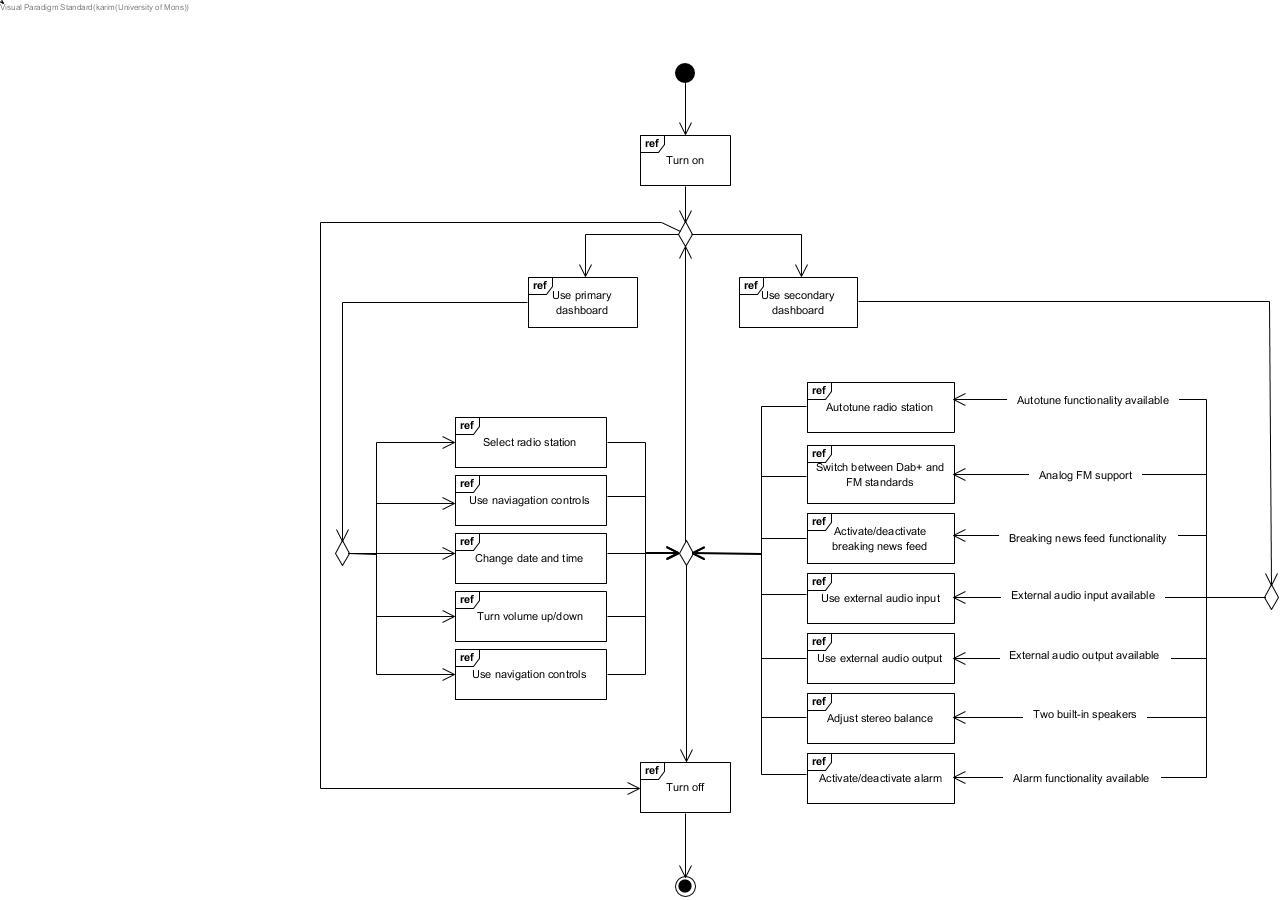 Visual Paradigm Standard(karim(University of Mons))
ref
Turn on
ref
Use primary
dashboard
ref
Use secondary
dashboard
ref
Select radio station
ref
Use naviagation controls
ref
Change date and time
ref
Turn volume up/down
ref
Use navigation controls
ref
Autotune radio station
Autotune functionality available
ref
Switch between Dab+ and
FM standards
Analog FM support
ref
Activate/deactivate
breaking news feed
Breaking news feed functionality
ref
Use external audio input
External audio input available
ref
Use external audio output
External audio output available
ref
Adjust stereo balance
Two built-in speakers
ref
Activate/deactivate alarm
Alarm functionality available
ref
Turn off